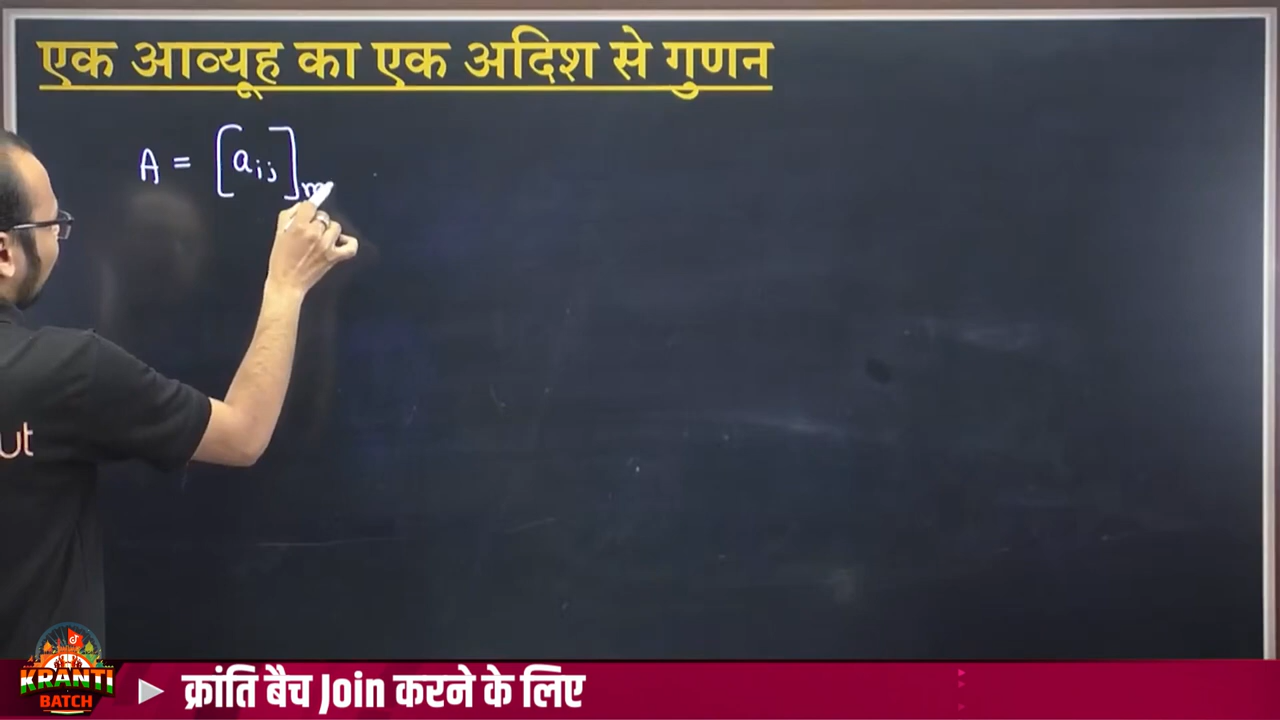 एक आव्यूह का एक अदिश से गुणन
A = [aij]m
ut
KRANTI
BATCH
क्रांति बैच Join करने के लिए